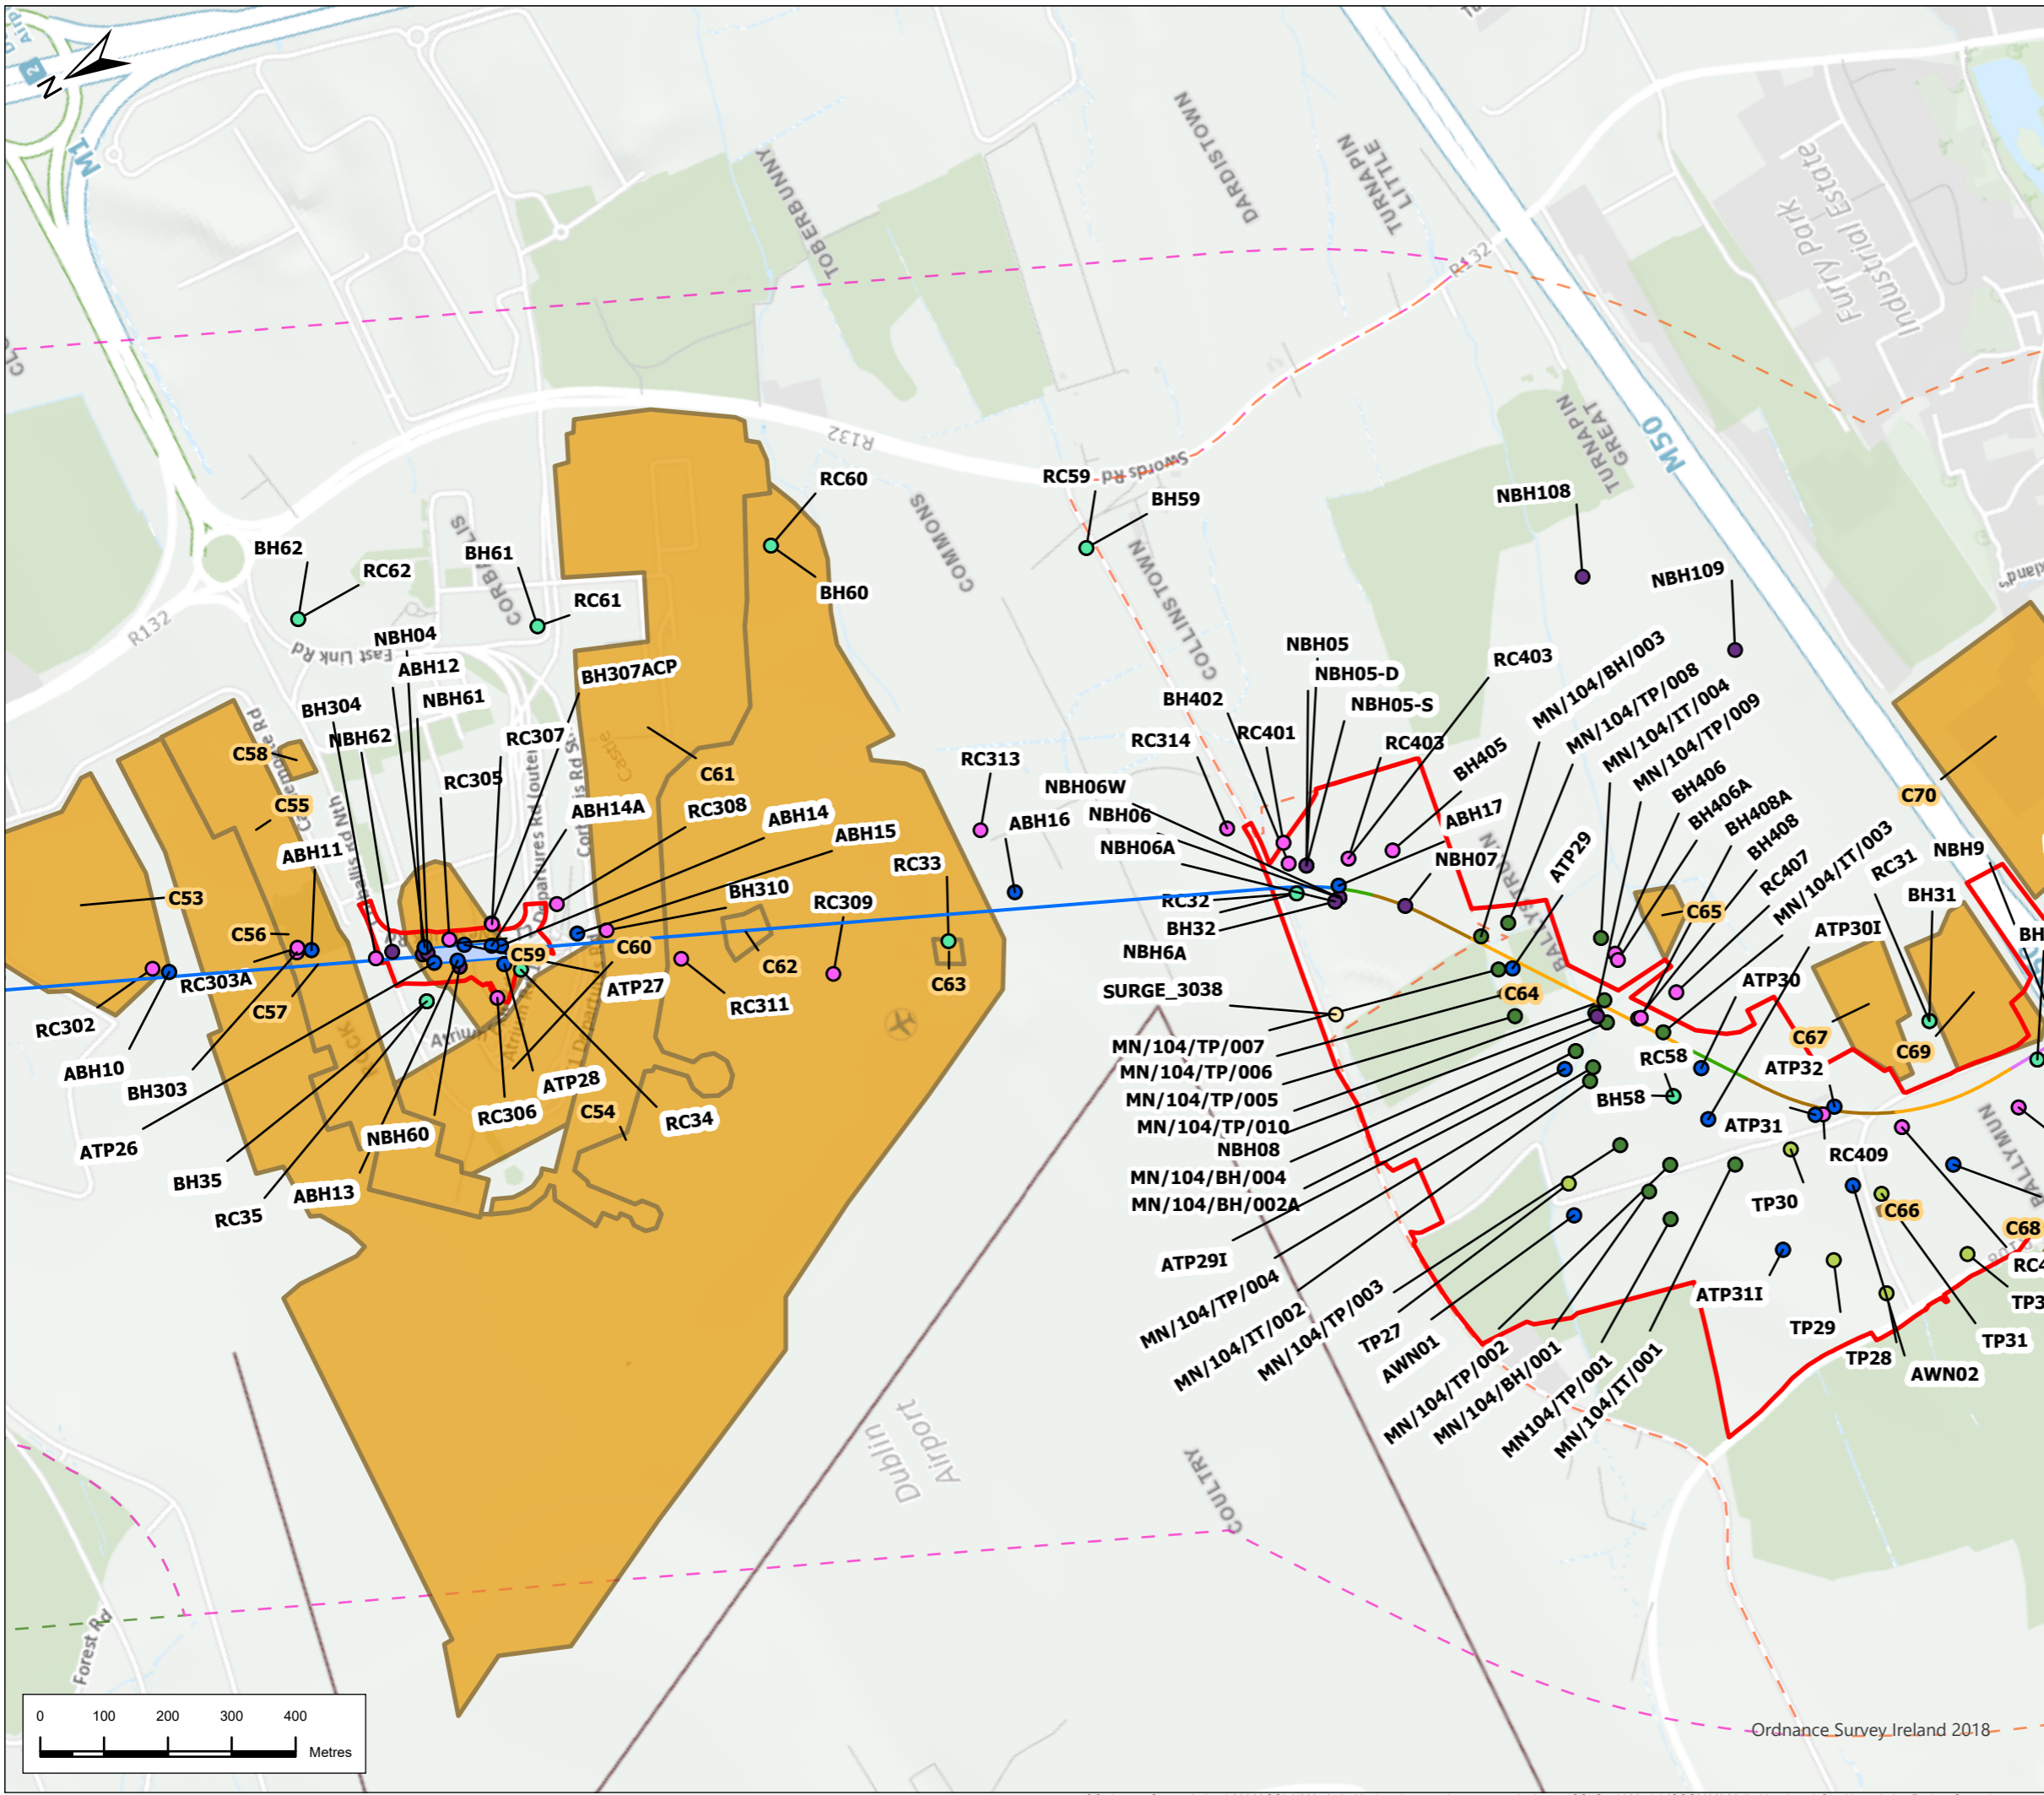 N
2
M1
TOBERBUNNY
DARDISTOWN
TURNAPIN
LITTLE
R132
Furry Park
Industrial Estate
M50
TURNAPIN
GREAT
R132
Swords Rd
RC60
RC59
BH59
NBH108
COMMONS
COLLINSTOWN
BH62
RC62
BH61
RC61
BH60
NBH109
R132
East Link Rd
NBH04
ABH12
NBH61
BH304
NBH62
BH307ACP
RC307
RC305
C58
C55
C61
ABH14A
RC308
ABH14
ABH15
ABH11
C53
C56
RC303A
C57
RC302
ABH10
BH303
ATP26
BH35
RC35
ABH13
NBH60
RC306
ATP28
C54
RC34
ATP27
C59
C60
BH310
RC311
C62
RC309
RC33
C63
RC313
ABH16
NBH05
NBH05-D
NBH05-S
RC403
BH402
RC401
RC314
RC403
BH405
NBH06W
NBH06
NBH06A
ABH17
NBH07
RC32
BH32
NBH6A
SURGE_3038
MN/104/BH/003
MN/104/TP/008
MN/104/IT/004
MN/104/TP/009
BH406
BH406A
BH408A
BH408
RC407
MN/104/IT/003
ATP29
RC31
NBH9
BH31
BH
C70
C65
C64
ATP30I
ATP30
C67
C69
RC58
BH58
ATP32
ATP31
RC409
MN/104/TP/007
MN/104/TP/006
MN/104/TP/005
MN/104/TP/010
NBH08
MN/104/BH/004
MN/104/BH/002A
ATP29I
MN/104/TP/004
MN/104/IT/002
MN/104/TP/003
TP27
AWN01
MN/104/TP/002
MN/104/BH/001
MN104/TP/001
MN/104/IT/001
TP30
C66
C68
ATP31I
TP29
TP28
AWN02
TP31
Dublin
Airport
COULTRY
Forest Rd
0 100 200 300 400
Metres
Ordnance Survey Ireland 2018